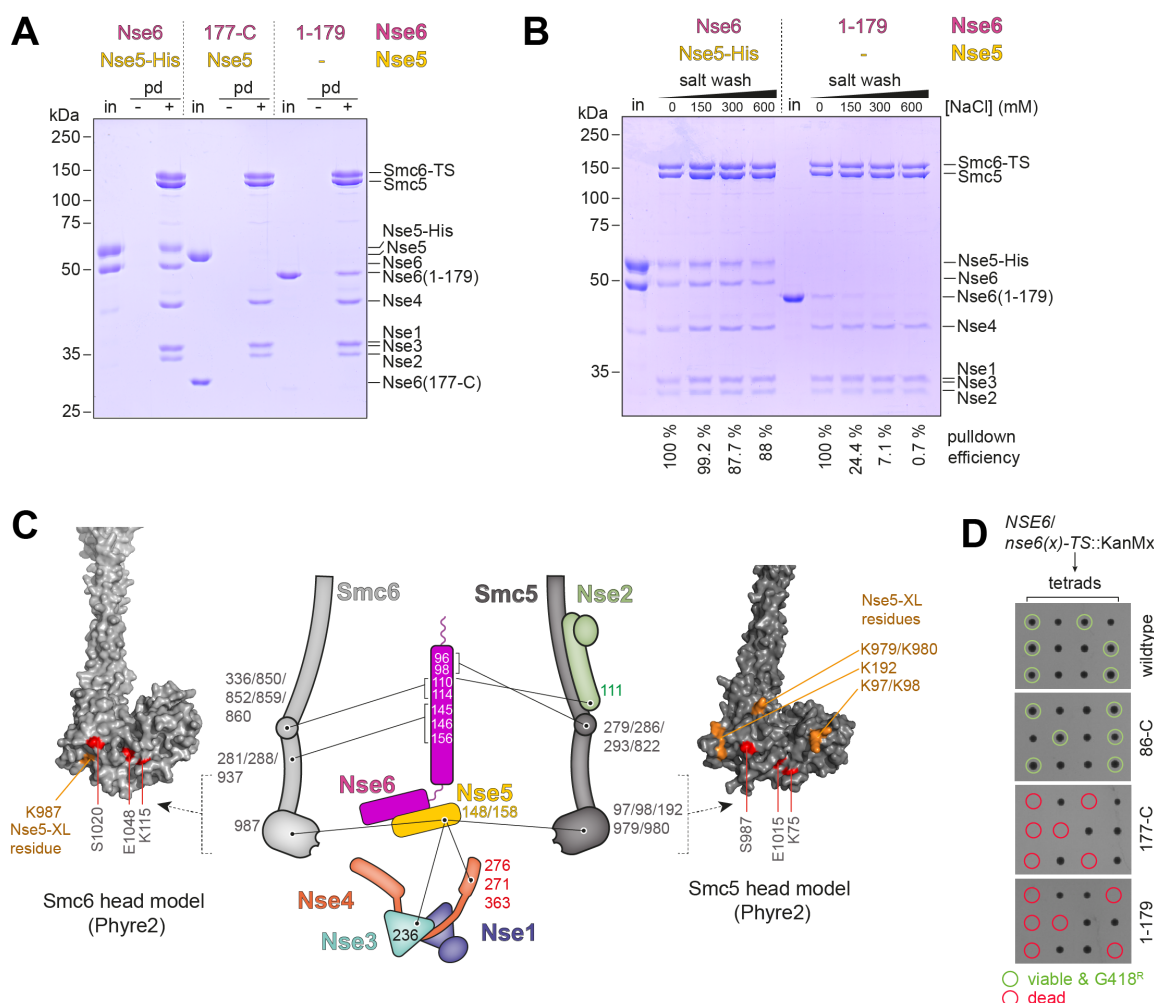 A
Nse6 177-C 1-179 Nse6
Nse5-His Nse5 - Nse5
pd pd pd
in - + in - + in - +
kDa
250
150
100
75
50
35
25
Smc6-TS
Smc5
Nse5-His
Nse5
Nse6
Nse6(1-179)
Nse4
Nse1
Nse3
Nse2
Nse6(177-C)
B
Nse6 1-179 Nse6
Nse5-His - Nse5
salt wash salt wash
in 0 150 300 600 in 0 150 300 600 [NaCl] (mM)
kDa
250
150
100
75
50
35
Smc6-TS
Smc5
Nse5-His
Nse6
Nse6(1-179)
Nse4
Nse1
Nse3
Nse2
100 % 99.2 % 87.7 % 88 % 100 % 24.4 % 7.1 % 0.7 %
pulldown
efficiency
C
K987
Nse5-XL
residue
S1020
E1048
K115
Smc6 head model
(Phyre2)
Smc6
336/850/
852/859/
860
281/288/
937
987
96
98
110
114
145
146
156
Nse6
Nse5
148/158
Nse4
Nse3
236
Nse1
276
271
363
Smc5
Nse2
111
279/286/
293/822
97/98/192
979/980
Nse5-XL
residues
K979/K980
K192
K97/K98
S987
E1015
K75
Smc5 head model
(Phyre2)
D
NSE6/
nse6(x)-TS::KanMx
tetrads
wildtype
86-C
177-C
1-179
viable & G418R
dead